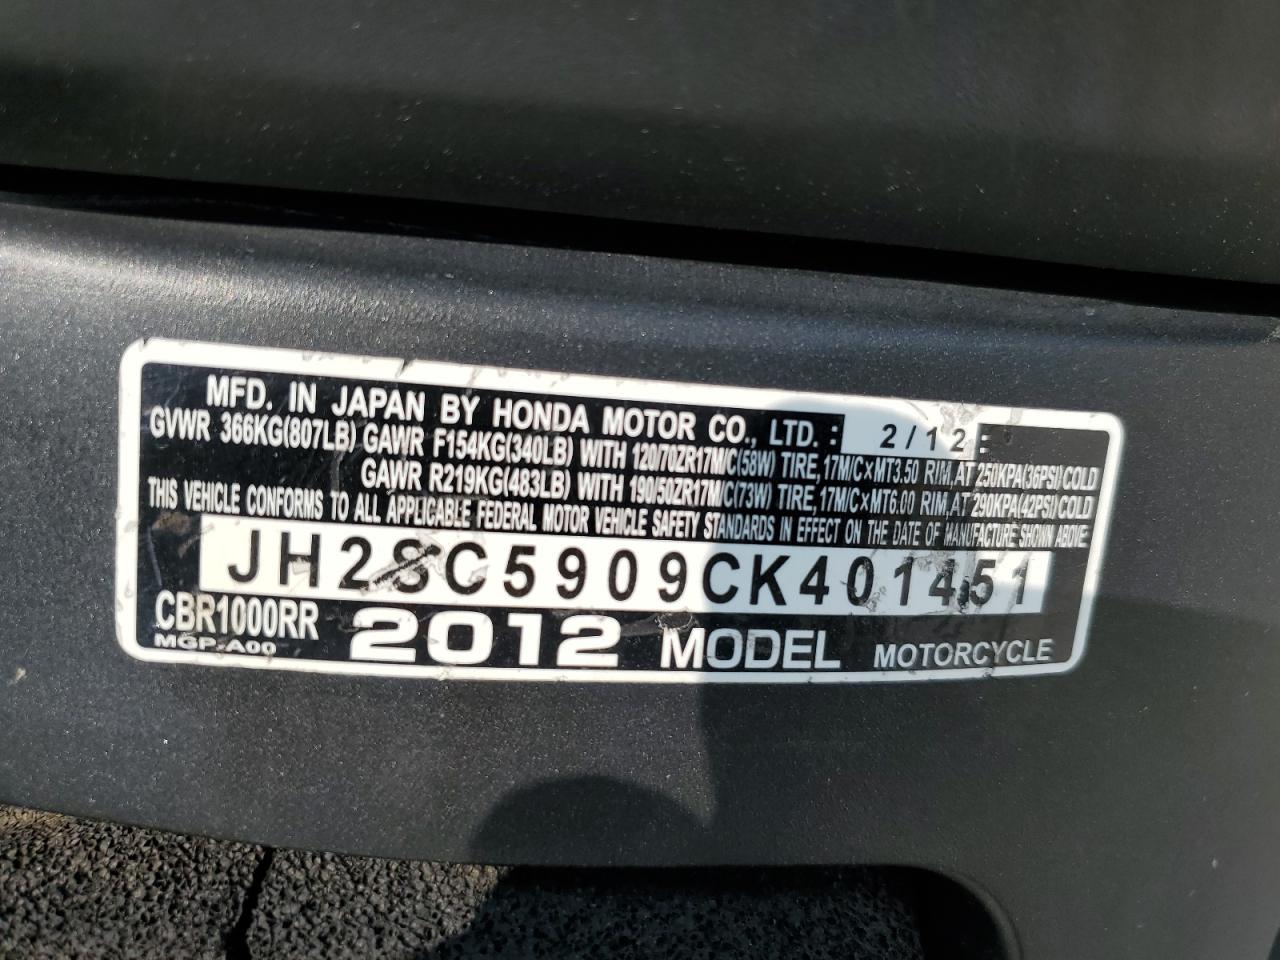 MFD. IN JAPAN BY HONDA MOTOR CO., LTD. : 2/12
GVWR 366KG(807LB) GAWR F154KG(340LB) WITH 120/70ZR17M/C(58W) TIRE,17M/C×MT3.50 RIM,AT 250KPA(36PSI)COLD
GAWR R219KG(483LB) WITH 190/50ZR17M/C(73W) TIRE,17M/C×MT6.00 RIM,AT 290KPA(42PSI)COLD
THIS VEHICLE CONFORMS TO ALL APPLICABLE FEDERAL MOTOR VEHICLE SAFETY STANDARDS IN EFFECT ON THE DATE OF MANUFACTURE SHOWN ABOVE.
JH2SC5909CK401451
CBR1000RR 2012 MODEL MOTORCYCLE
MGP-A00